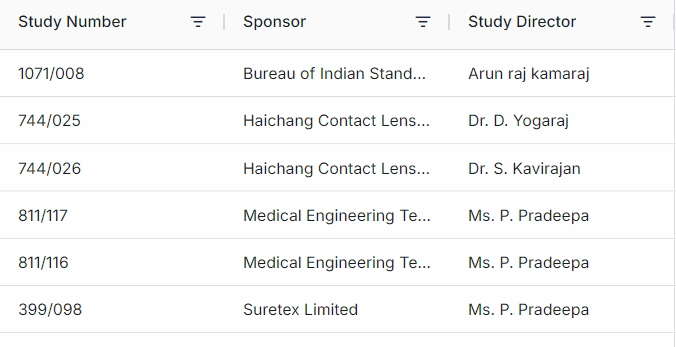 Study Number Sponsor Study Director
1071/008 Bureau of Indian Stand... Arun raj kamaraj
744/025 Haichang Contact Lens... Dr. D. Yogaraj
744/026 Haichang Contact Lens... Dr. S. Kavirajan
811/117 Medical Engineering Te... Ms. P. Pradeepa
811/116 Medical Engineering Te... Ms. P. Pradeepa
399/098 Suretex Limited Ms. P. Pradeepa